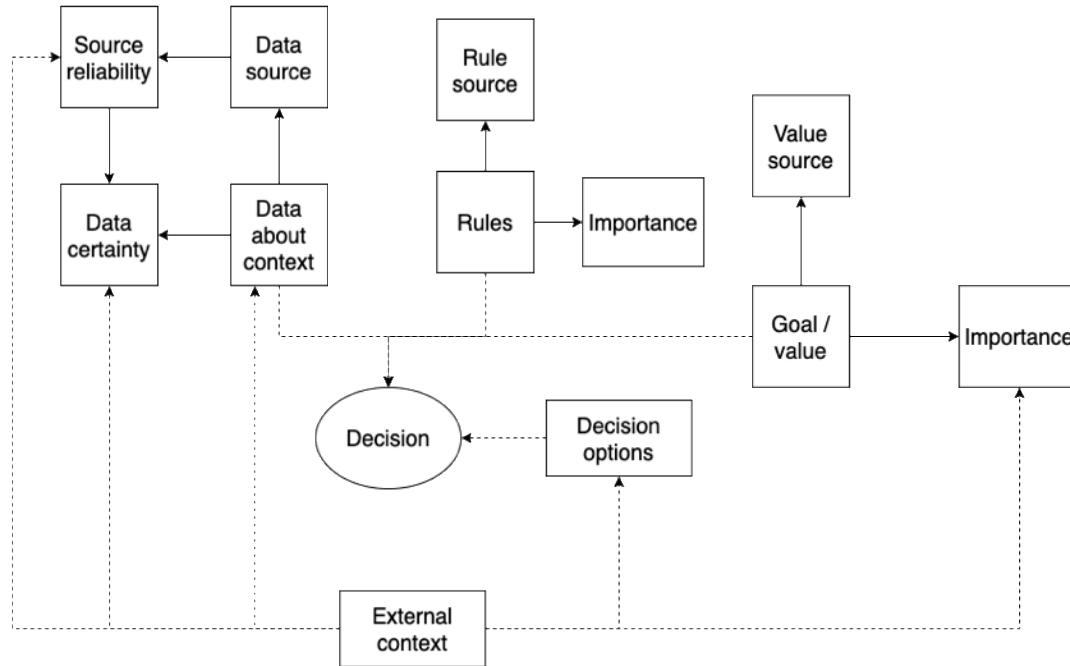 Source
reliability
Data
source
Rule
source
Value
source
Data
certainty
Data
about
context
Rules
Importance
Goal /
value
Importance
Decision
Decision
options
External
context